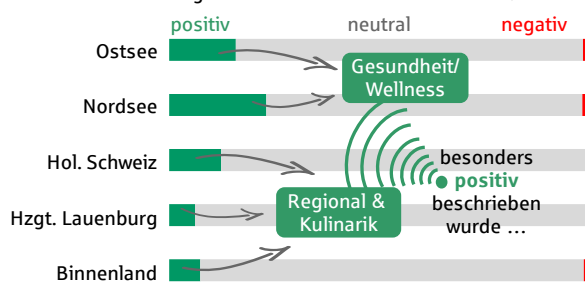 positiv neutral negativ
Ostsee
Gesundheit/
Wellness
Nordsee
Hol. Schweiz
besonders
positiv
beschrieben
wurde ...
Regional &
Kulinarik
Hzgt. Lauenburg
Binnenland